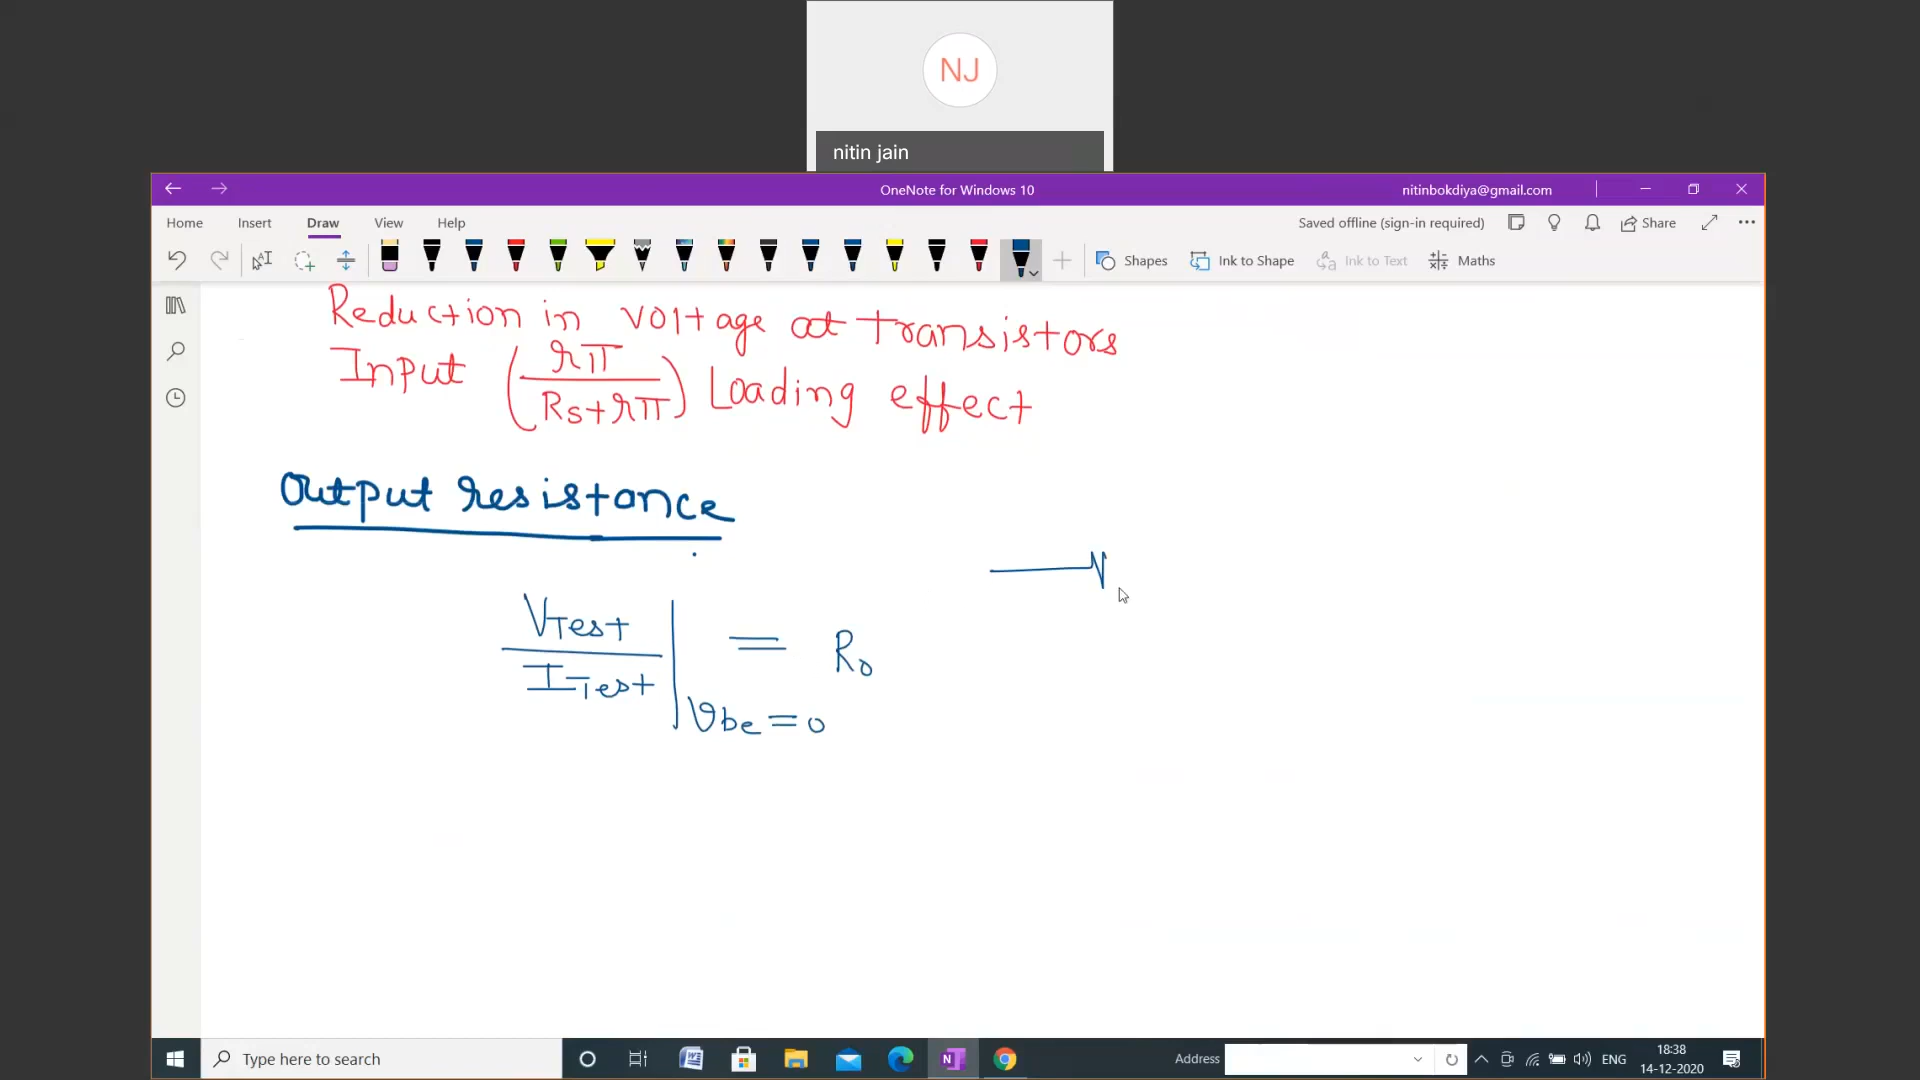 NJ
nitin jain
OneNote for Windows 10
nitinbokdiya@gmail.com
Home Insert Draw View Help
Saved offline (sign-in required)
Share
Shapes
Ink to Shape
Ink to Text
Maths
Reduction in voltage at transistors
Input (rπ / Rs+rπ) Loading effect
Output resistance
VTest / ITest | Vbe=0 = Ro
Type here to search
Address
ENG
18:38
14-12-2020